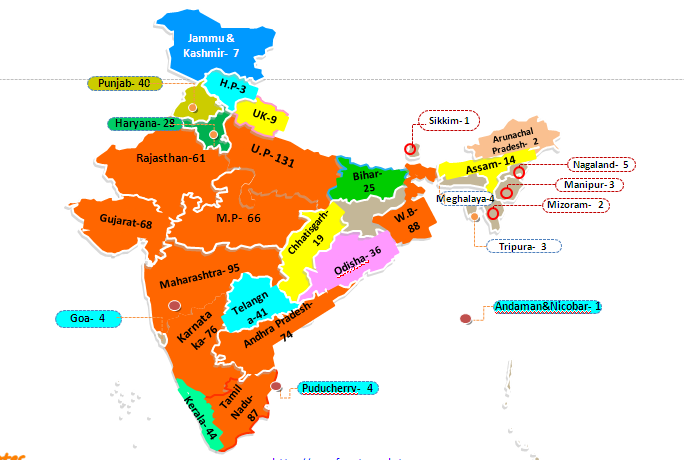 Jammu &
Kashmir- 7
Punjab- 40
H.P-3
Haryana- 28
UK-9
Sikkim- 1
Arunachal
Pradesh- 2
Rajasthan-61
U.P-131
Bihar-
25
Assam- 14
Nagaland- 5
Manipur- 3
Meghalaya-4
Mizoram- 2
Gujarat-68
M.P- 66
Chhatisgarh-
19
W.B-
88
Tripura- 3
Odisha- 36
Maharashtra- 95
Telangn
a-41
Andaman&Nicobar- 1
Goa- 4
Karnata
ka-76
Andhra Pradesh-
74
Puducherry- 4
Kerala- 44
Tamil
Nadu-
87